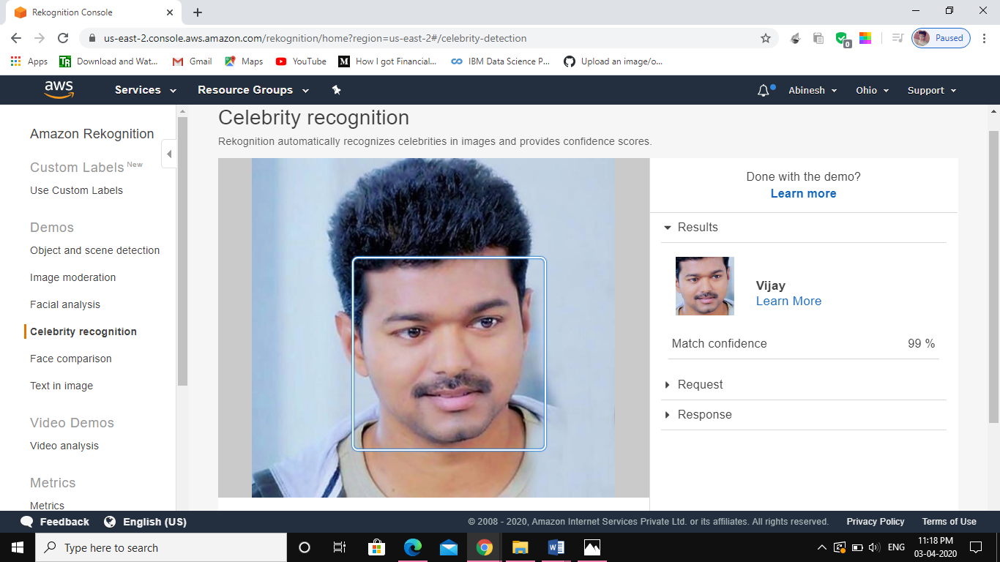 Rekognition Console
us-east-2.console.aws.amazon.com/rekognition/home?region=us-east-2#/celebrity-detection
0
Paused
Apps
TR
Download and Wat...
Gmail
Maps
YouTube
M
How I got Financial...
IBM Data Science P...
Upload an image/o...
aws
Services
Resource Groups
Abinesh
Ohio
Support
Amazon Rekognition
Custom Labels New
Use Custom Labels
Demos
Object and scene detection
Image moderation
Facial analysis
Celebrity recognition
Face comparison
Text in image
Video Demos
Video analysis
Metrics
Metrics
Celebrity recognition
Rekognition automatically recognizes celebrities in images and provides confidence scores.
Done with the demo?
Learn more
Results
Vijay
Learn More
Match confidence 99 %
Request
Response
Feedback
English (US)
© 2008 - 2020, Amazon Internet Services Private Ltd. or its affiliates. All rights reserved.
Privacy Policy
Terms of Use
Type here to search
W
ENG
11:18 PM
03-04-2020